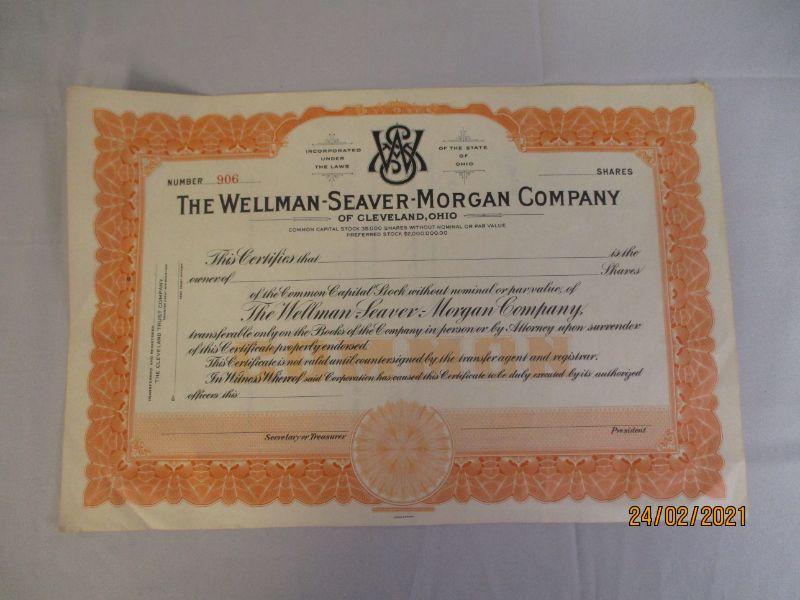 INCORPORATED
UNDER
THE LAWS
OF THE STATE
OF
OHIO
NUMBER 906
SHARES
THE WELLMAN-SEAVER-MORGAN COMPANY
OF CLEVELAND, OHIO
COMMON CAPITAL STOCK 38,000 SHARES WITHOUT NOMINAL OR PAR VALUE
PREFERRED STOCK $2,000,000.00
This Certifies that is the
owner of Shares
of the Common Capital Stock without nominal or par value, of
The Wellman-Seaver-Morgan Company,
transferable only on the Books of the Company in person or by Attorney upon surrender
of this Certificate properly endorsed.
COMMON
This Certificate is not valid until countersigned by the transfer agent and registrar.
In Witness Whereof said Corporation has caused this Certificate to be duly executed by its authorized
officers this
Secretary or Treasurer
President
THE CLEVELAND TRUST COMPANY
24/02/2021